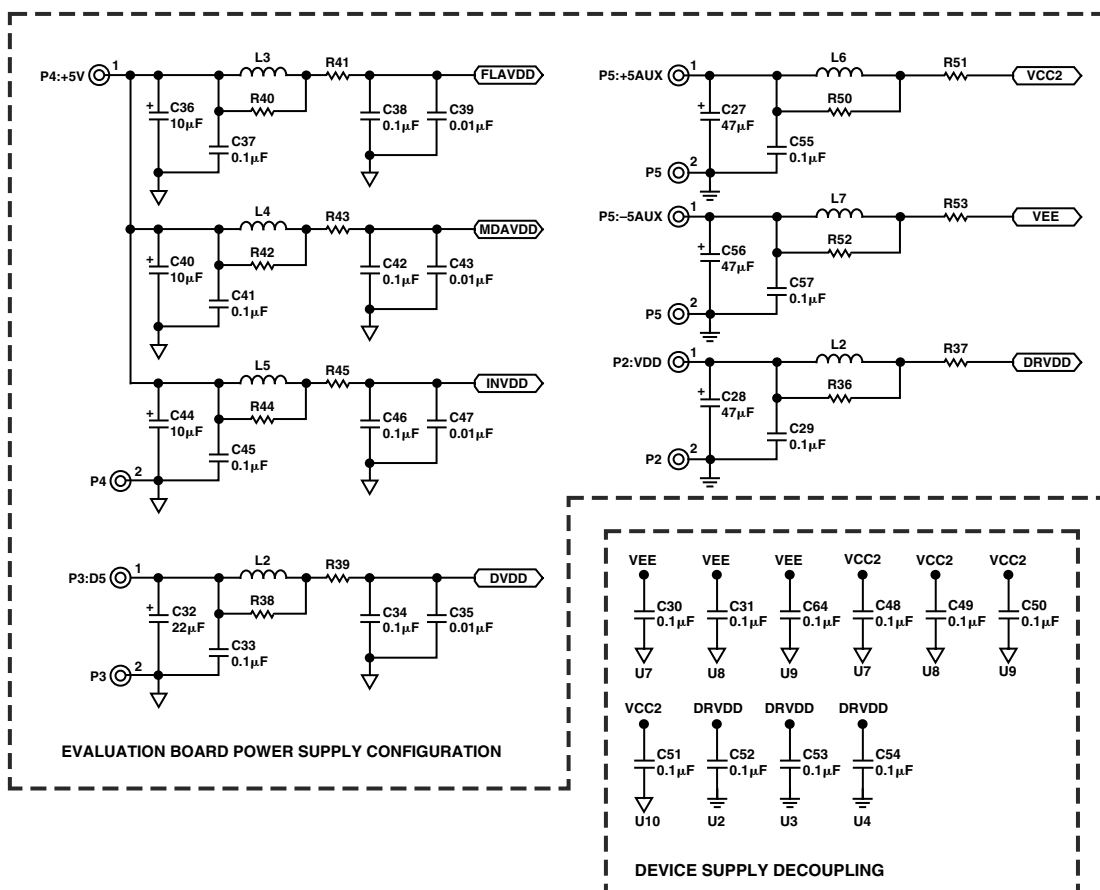 P4:+5V
1
L3
R41
FLAVDD
C36
10µF
R40
C38
0.1µF
C39
0.01µF
C37
0.1µF
L4
R43
MDAVDD
C40
10µF
R42
C42
0.1µF
C43
0.01µF
C41
0.1µF
L5
R45
INVDD
C44
10µF
R44
C46
0.1µF
C47
0.01µF
C45
0.1µF
P4
2
P3:D5
1
L2
R39
DVDD
C32
22µF
R38
C34
0.1µF
C35
0.01µF
C33
0.1µF
P3
2
EVALUATION BOARD POWER SUPPLY CONFIGURATION
P5:+5AUX
1
L6
R51
VCC2
C27
47µF
R50
C55
0.1µF
P5
2
P5:–5AUX
1
L7
R53
VEE
C56
47µF
R52
C57
0.1µF
P5
2
P2:VDD
1
L2
R37
DRVDD
C28
47µF
R36
C29
0.1µF
P2
2
VEE VEE VEE VCC2 VCC2 VCC2
C30 C31 C64 C48 C49 C50
0.1µF 0.1µF 0.1µF 0.1µF 0.1µF 0.1µF
U7 U8 U9 U7 U8 U9
VCC2 DRVDD DRVDD DRVDD
C51 C52 C53 C54
0.1µF 0.1µF 0.1µF 0.1µF
U10 U2 U3 U4
DEVICE SUPPLY DECOUPLING